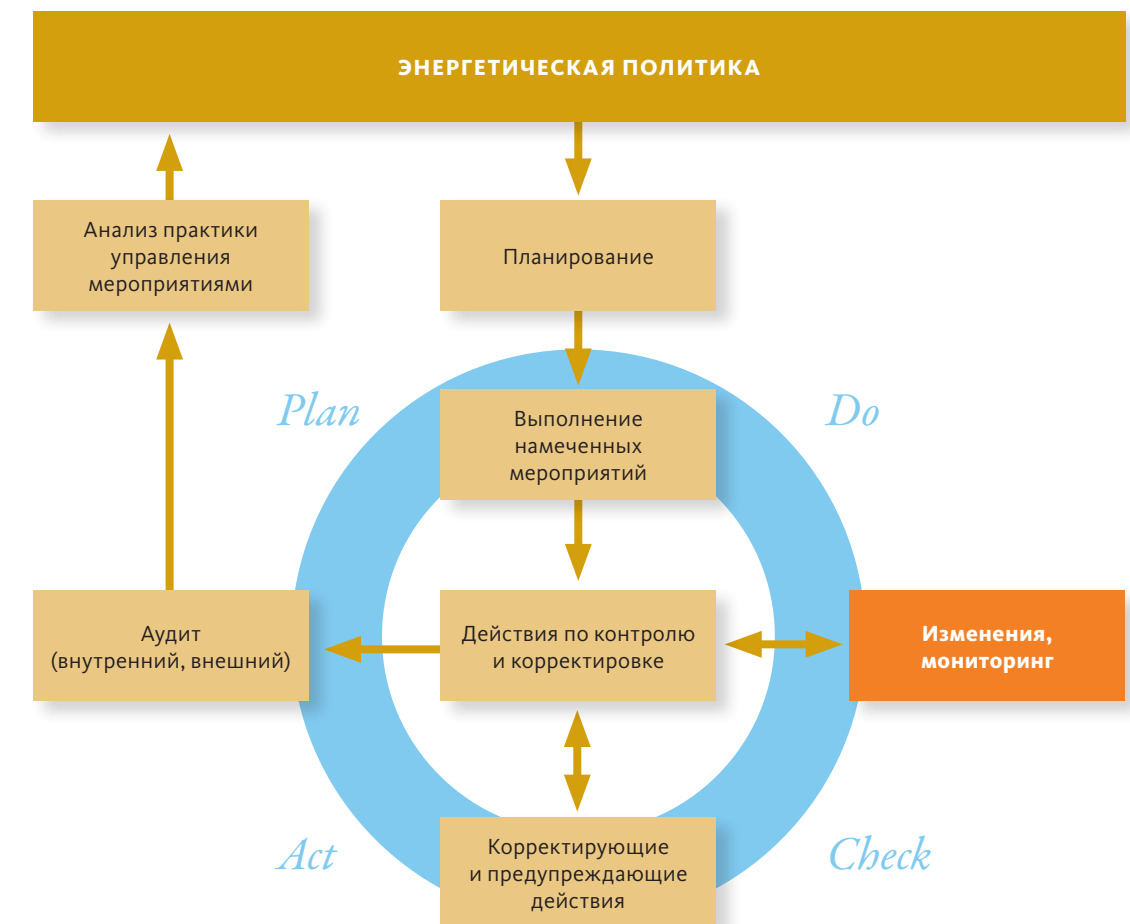 ЭНЕРГЕТИЧЕСКАЯ ПОЛИТИКА
Анализ практики
управления
мероприятиями
Планирование
Plan
Do
Выполнение
намеченных
мероприятий
Аудит
(внутренний, внешний)
Действия по контролю
и корректировке
Изменения,
мониторинг
Act
Check
Корректирующие
и предупреждающие
действия